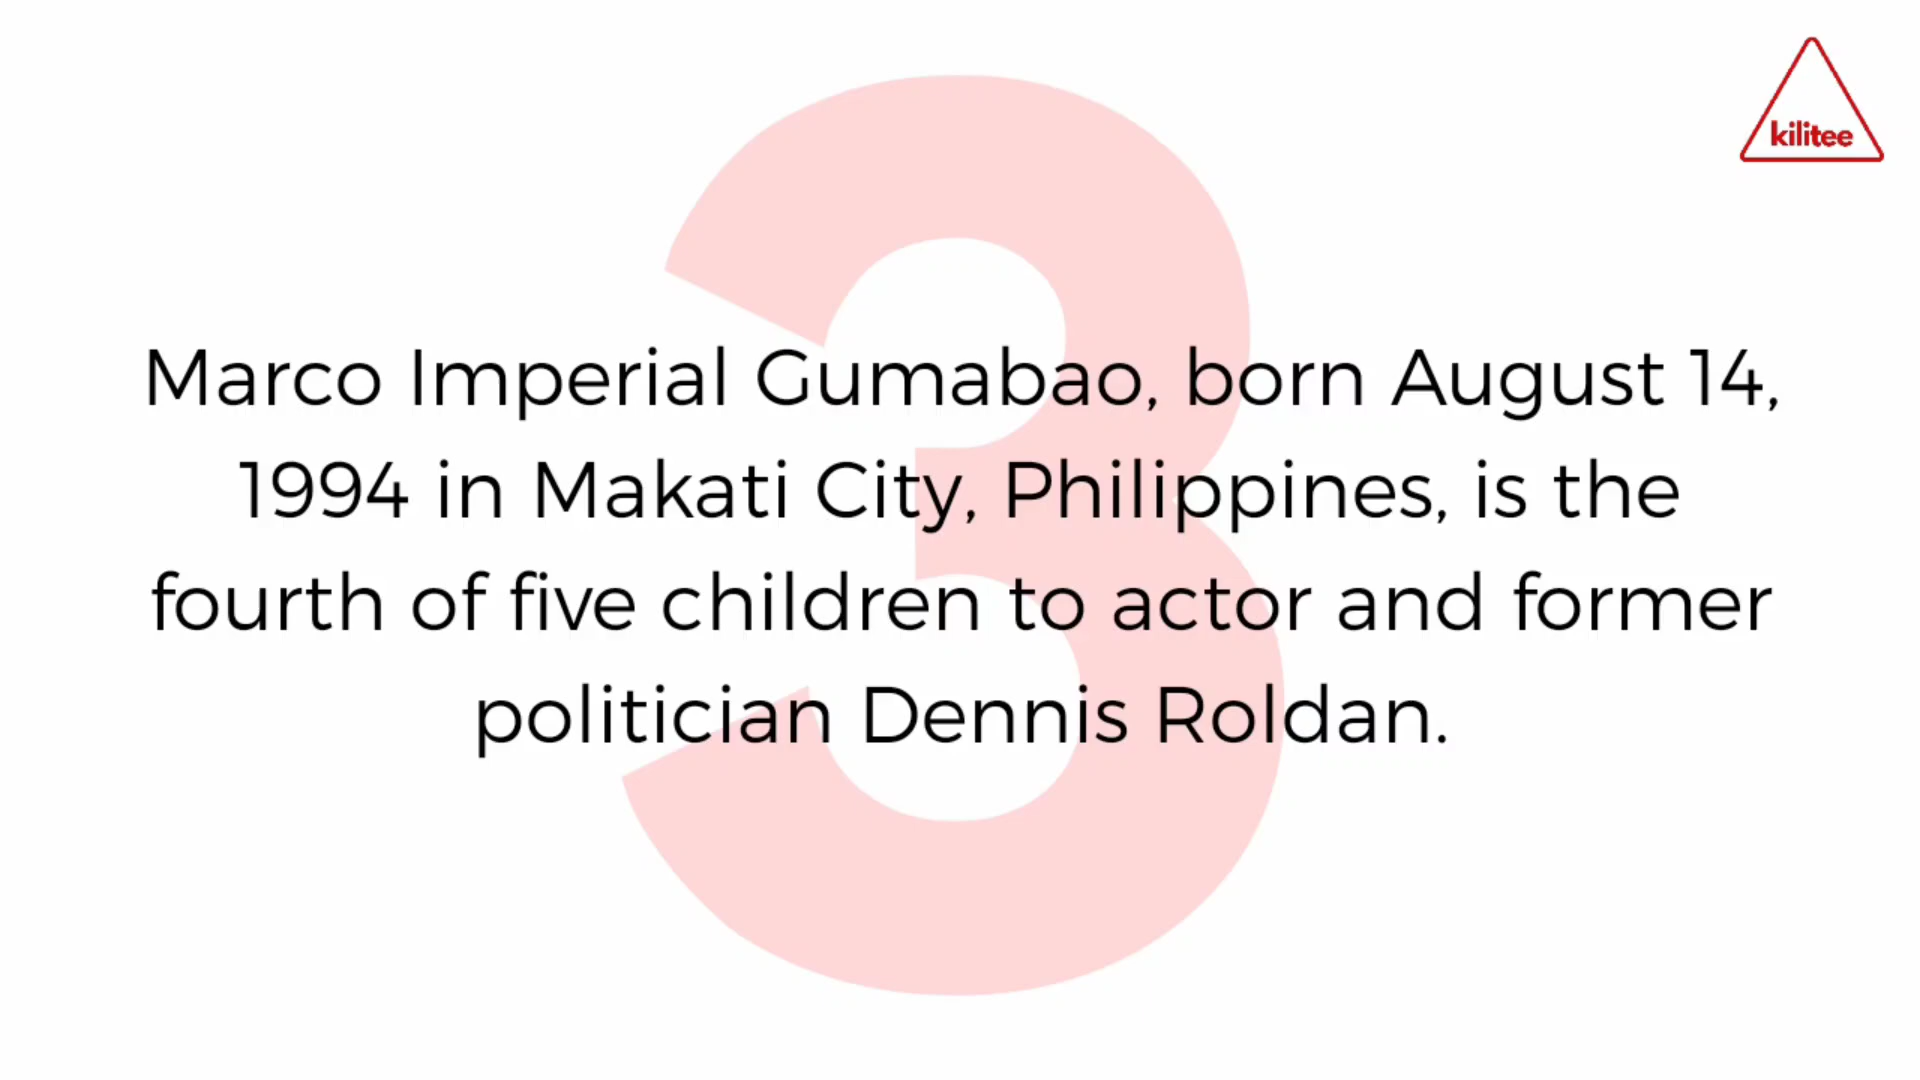 kilitee
3
Marco Imperial Gumabao, born August 14,
1994 in Makati City, Philippines, is the
fourth of five children to actor and former
politician Dennis Roldan.